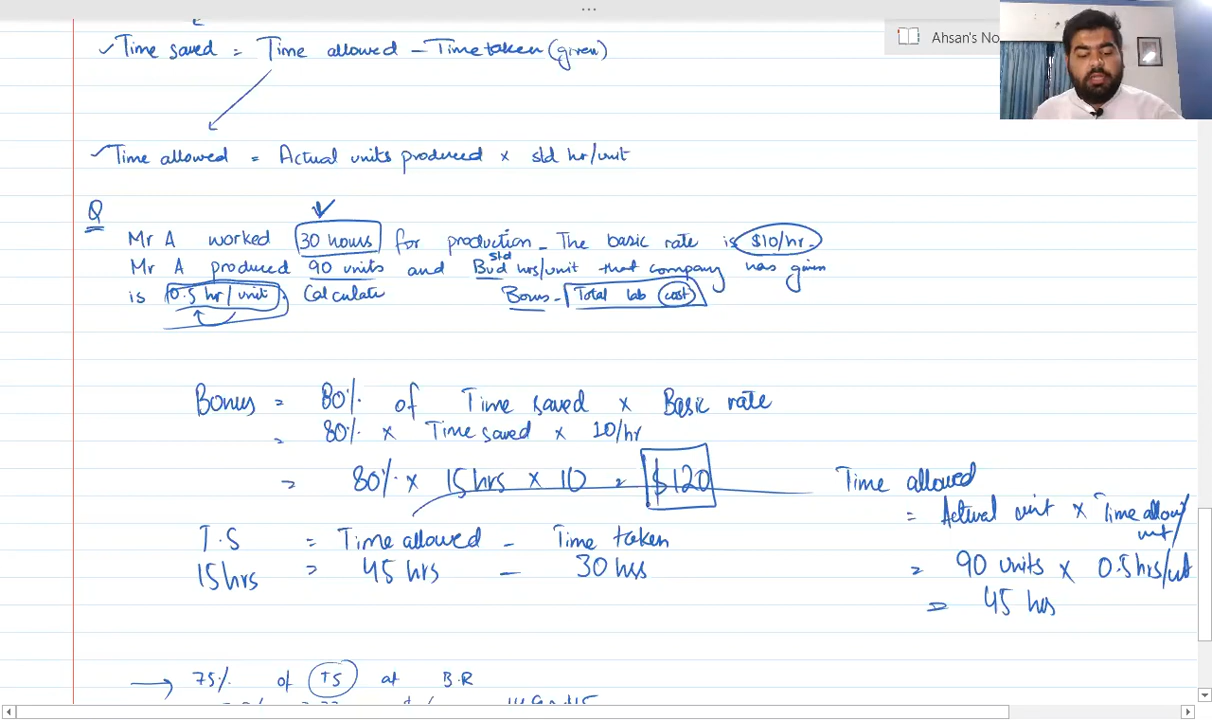 Time saved = Time allowed - Time taken (given)
Ahsan's No
Time allowed = Actual units produced × std hr/unit
Q
Mr A worked 30 hours for production - The basic rate is $10/hr.
std
Mr A produced 90 units and Bud hrs/unit that company has given
is 0.5 hr/unit. Calculate Bonus - Total lab cost
Bonus = 80% of Time saved × Basic rate
= 80% × Time saved × 10/hr
= 80% × 15 hrs × 10 = $120
Time allowed
= Actual unit × Time allow/
unt/
T.S = Time allowed - Time taken
15 hrs = 45 hrs - 30 hrs
= 90 units × 0.5 hrs/ut
= 45 hrs
→ 75% of TS at B.R